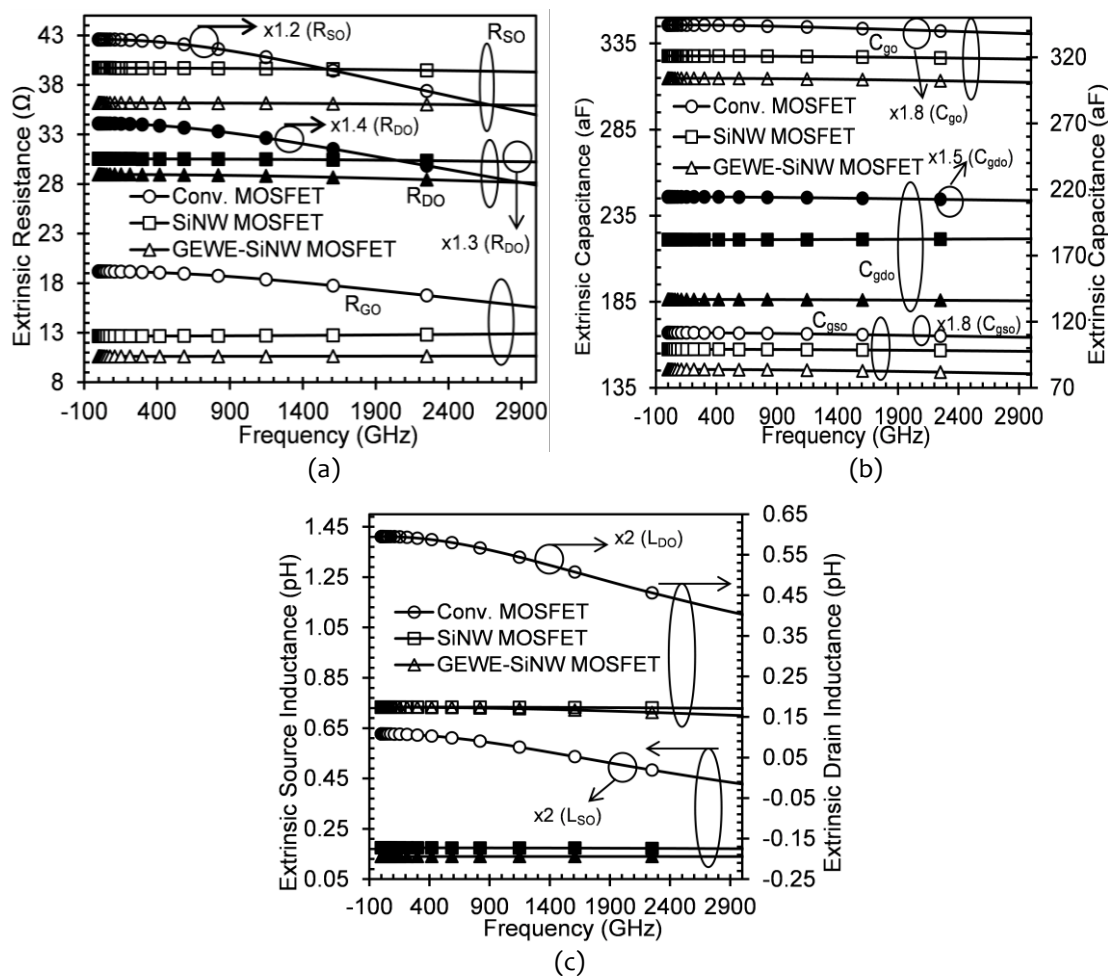 Extrinsic Resistance (Ω)
43
38
33
28
23
18
13
8
x1.2 (RSO)
RSO
x1.4 (RDO)
RDO
Conv. MOSFET
SiNW MOSFET
GEWE-SiNW MOSFET
x1.3 (RDO)
RGO
-100 400 900 1400 1900 2400 2900
Frequency (GHz)
(a)
Extrinsic Capacitance (aF)
335
285
235
185
135
Cgo
x1.8 (Cgo)
Conv. MOSFET
SiNW MOSFET
GEWE-SiNW MOSFET
x1.5 (Cgdo)
Cgdo
Cgso
x1.8 (Cgso)
320
270
220
170
120
70
Extrinsic Capacitance (aF)
-100 400 900 1400 1900 2400 2900
Frequency (GHz)
(b)
Extrinsic Source Inductance (pH)
1.45
1.25
1.05
0.85
0.65
0.45
0.25
0.05
x2 (LDO)
Conv. MOSFET
SiNW MOSFET
GEWE-SiNW MOSFET
x2 (LSO)
0.65
0.55
0.45
0.35
0.25
0.15
0.05
-0.05
-0.15
-0.25
Extrinsic Drain Inductance (pH)
-100 400 900 1400 1900 2400 2900
Frequency (GHz)
(c)